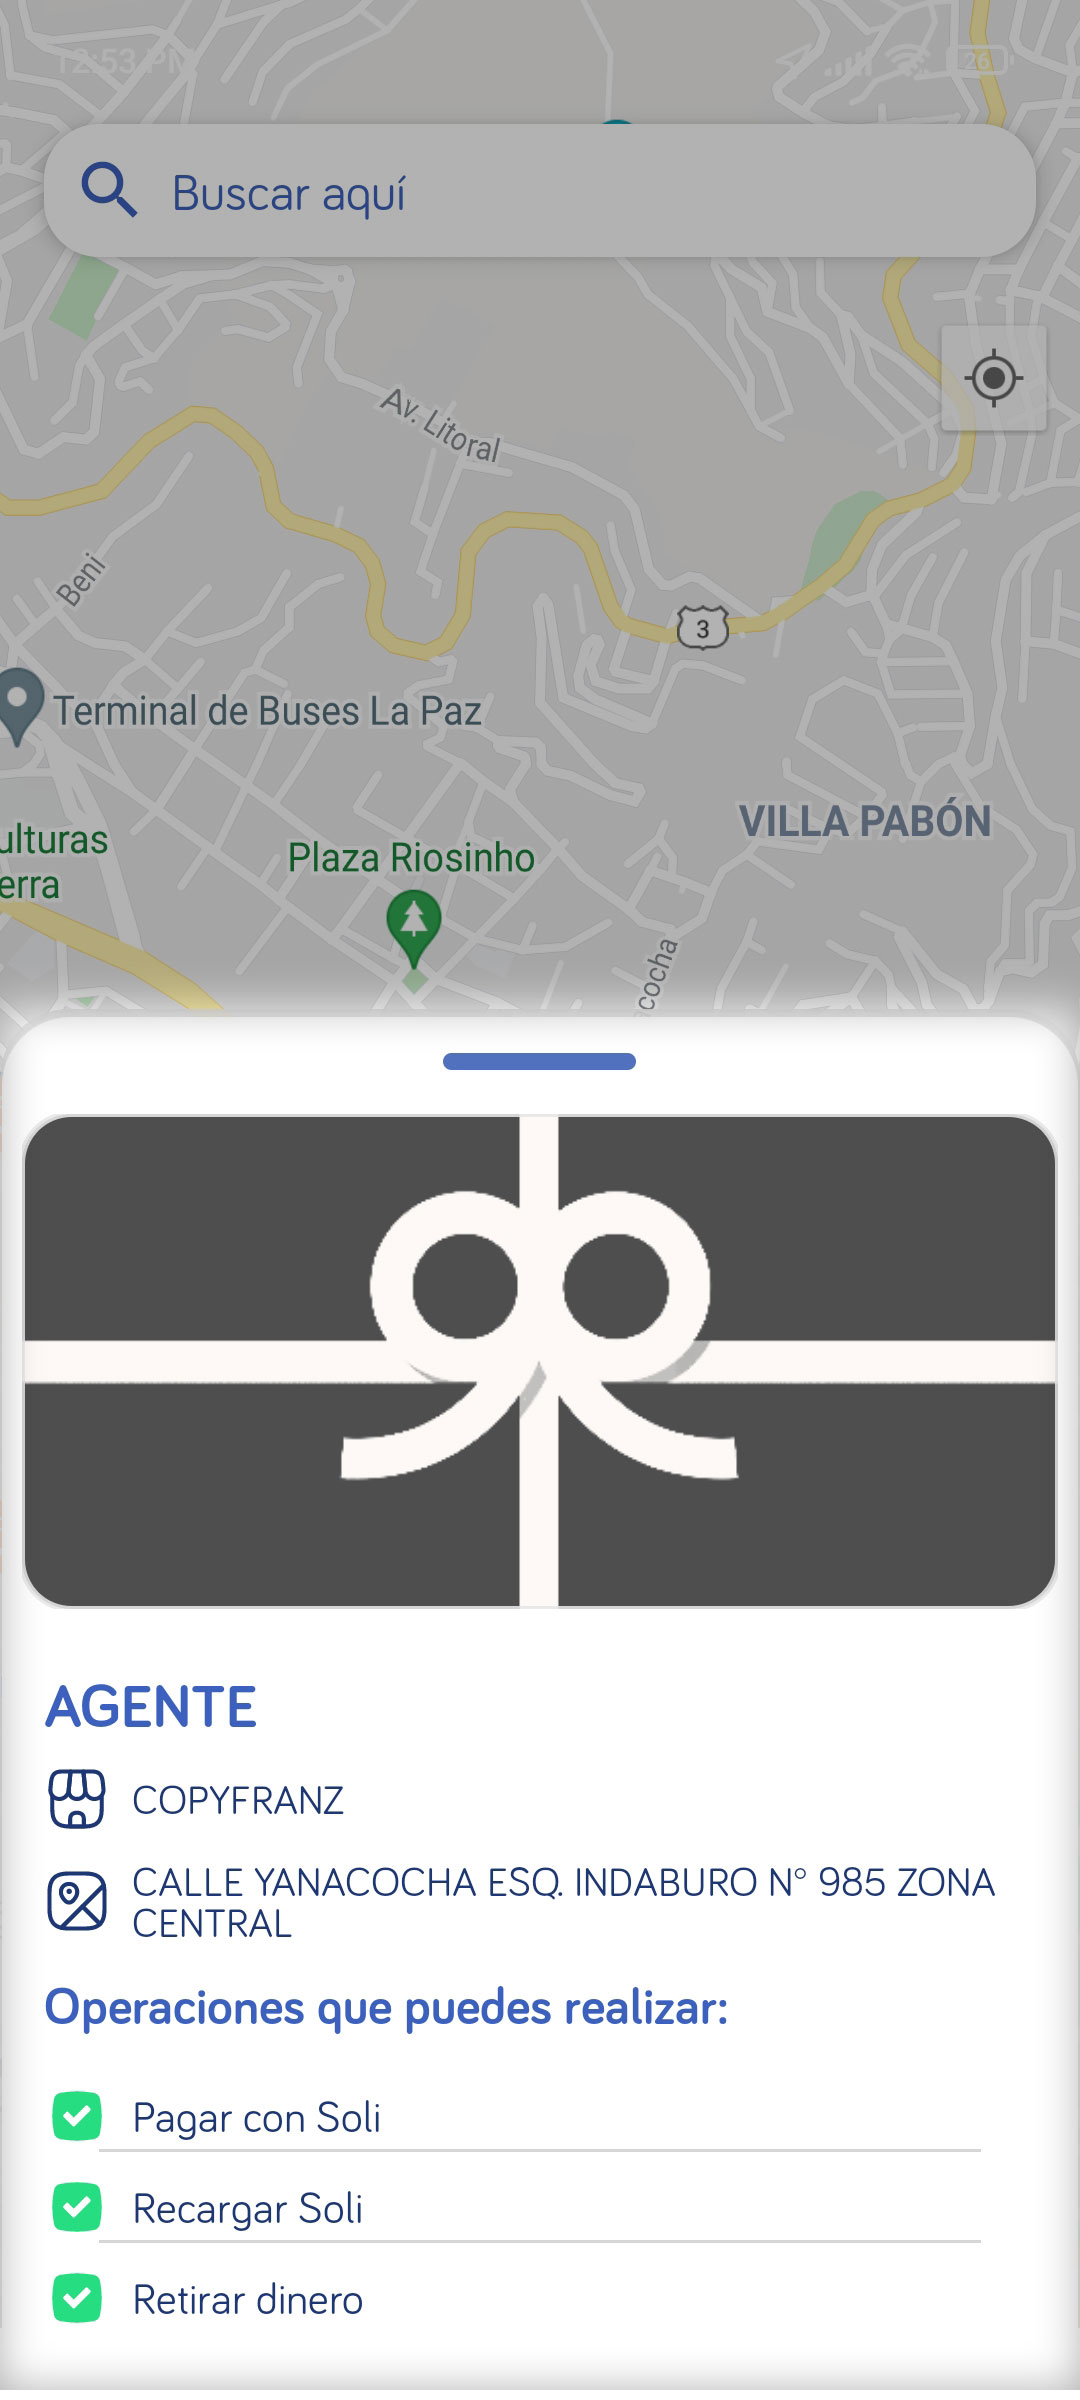 12:53 PM
26
Buscar aquí
Av. Litoral
Beni
3
Terminal de Buses La Paz
VILLA PABÓN
ulturas
erra
Plaza Riosinho
cocha
AGENTE
COPYFRANZ
CALLE YANACOCHA ESQ. INDABURO N° 985 ZONA
CENTRAL
Operaciones que puedes realizar:
Pagar con Soli
Recargar Soli
Retirar dinero